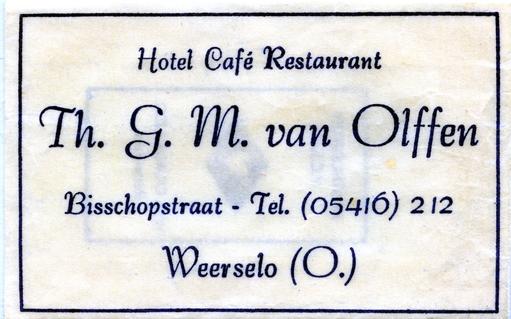 Hotel Café Restaurant
Th. G. M. van Olffen
Bisschopstraat - Tel. (05416) 212
Weerselo (O.)